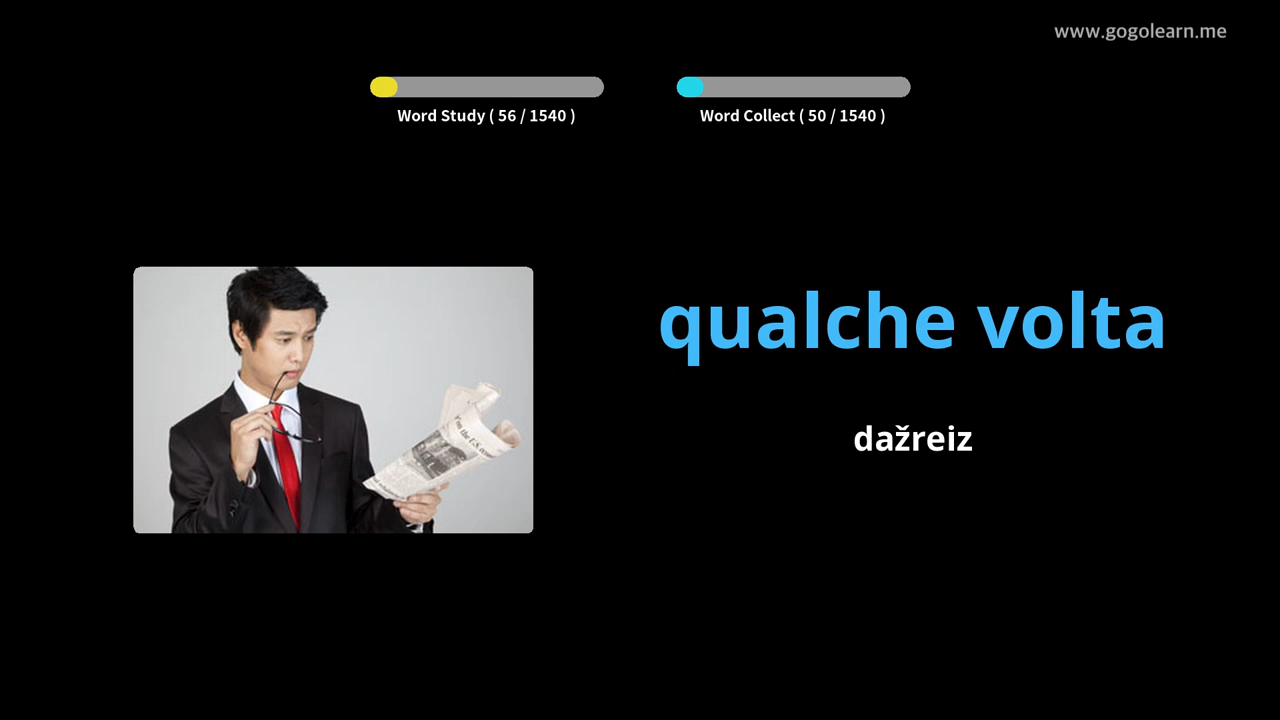 www.gogolearn.me
Word Study ( 56 / 1540 )
Word Collect ( 50 / 1540 )
qualche volta
dažreiz